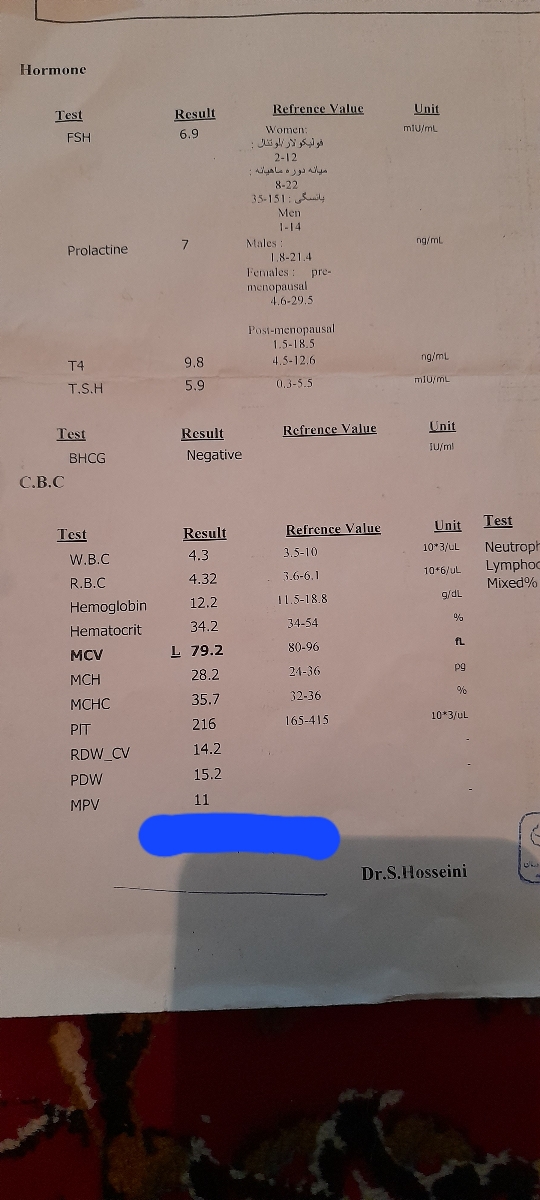 Hormone
Test Result Refrence Value Unit
FSH 6.9 Women: mIU/mL
فولیکولار/لوتئال :
2-12
میانه دوره ماهیانه :
8-22
یائسگی : 151-35
Men
1-14
Prolactine 7 Males : ng/mL
1.8-21.4
Females : pre-
menopausal
4.6-29.5
Post-menopausal
1.5-18.5
T4 9.8 4.5-12.6 ng/mL
T.S.H 5.9 0.3-5.5 mIU/mL
Test Result Refrence Value Unit
BHCG Negative IU/ml
C.B.C
Test Result Refrence Value Unit Test
W.B.C 4.3 3.5-10 10*3/uL Neutroph
R.B.C 4.32 3.6-6.1 10*6/uL Lymphoc
Hemoglobin 12.2 11.5-18.8 g/dL Mixed%
Hematocrit 34.2 34-54 %
MCV L 79.2 80-96 fL
MCH 28.2 24-36 pg
MCHC 35.7 32-36 %
PlT 216 165-415 10*3/uL
RDW_CV 14.2 -
PDW 15.2 -
MPV 11 -
Dr.S.Hosseini